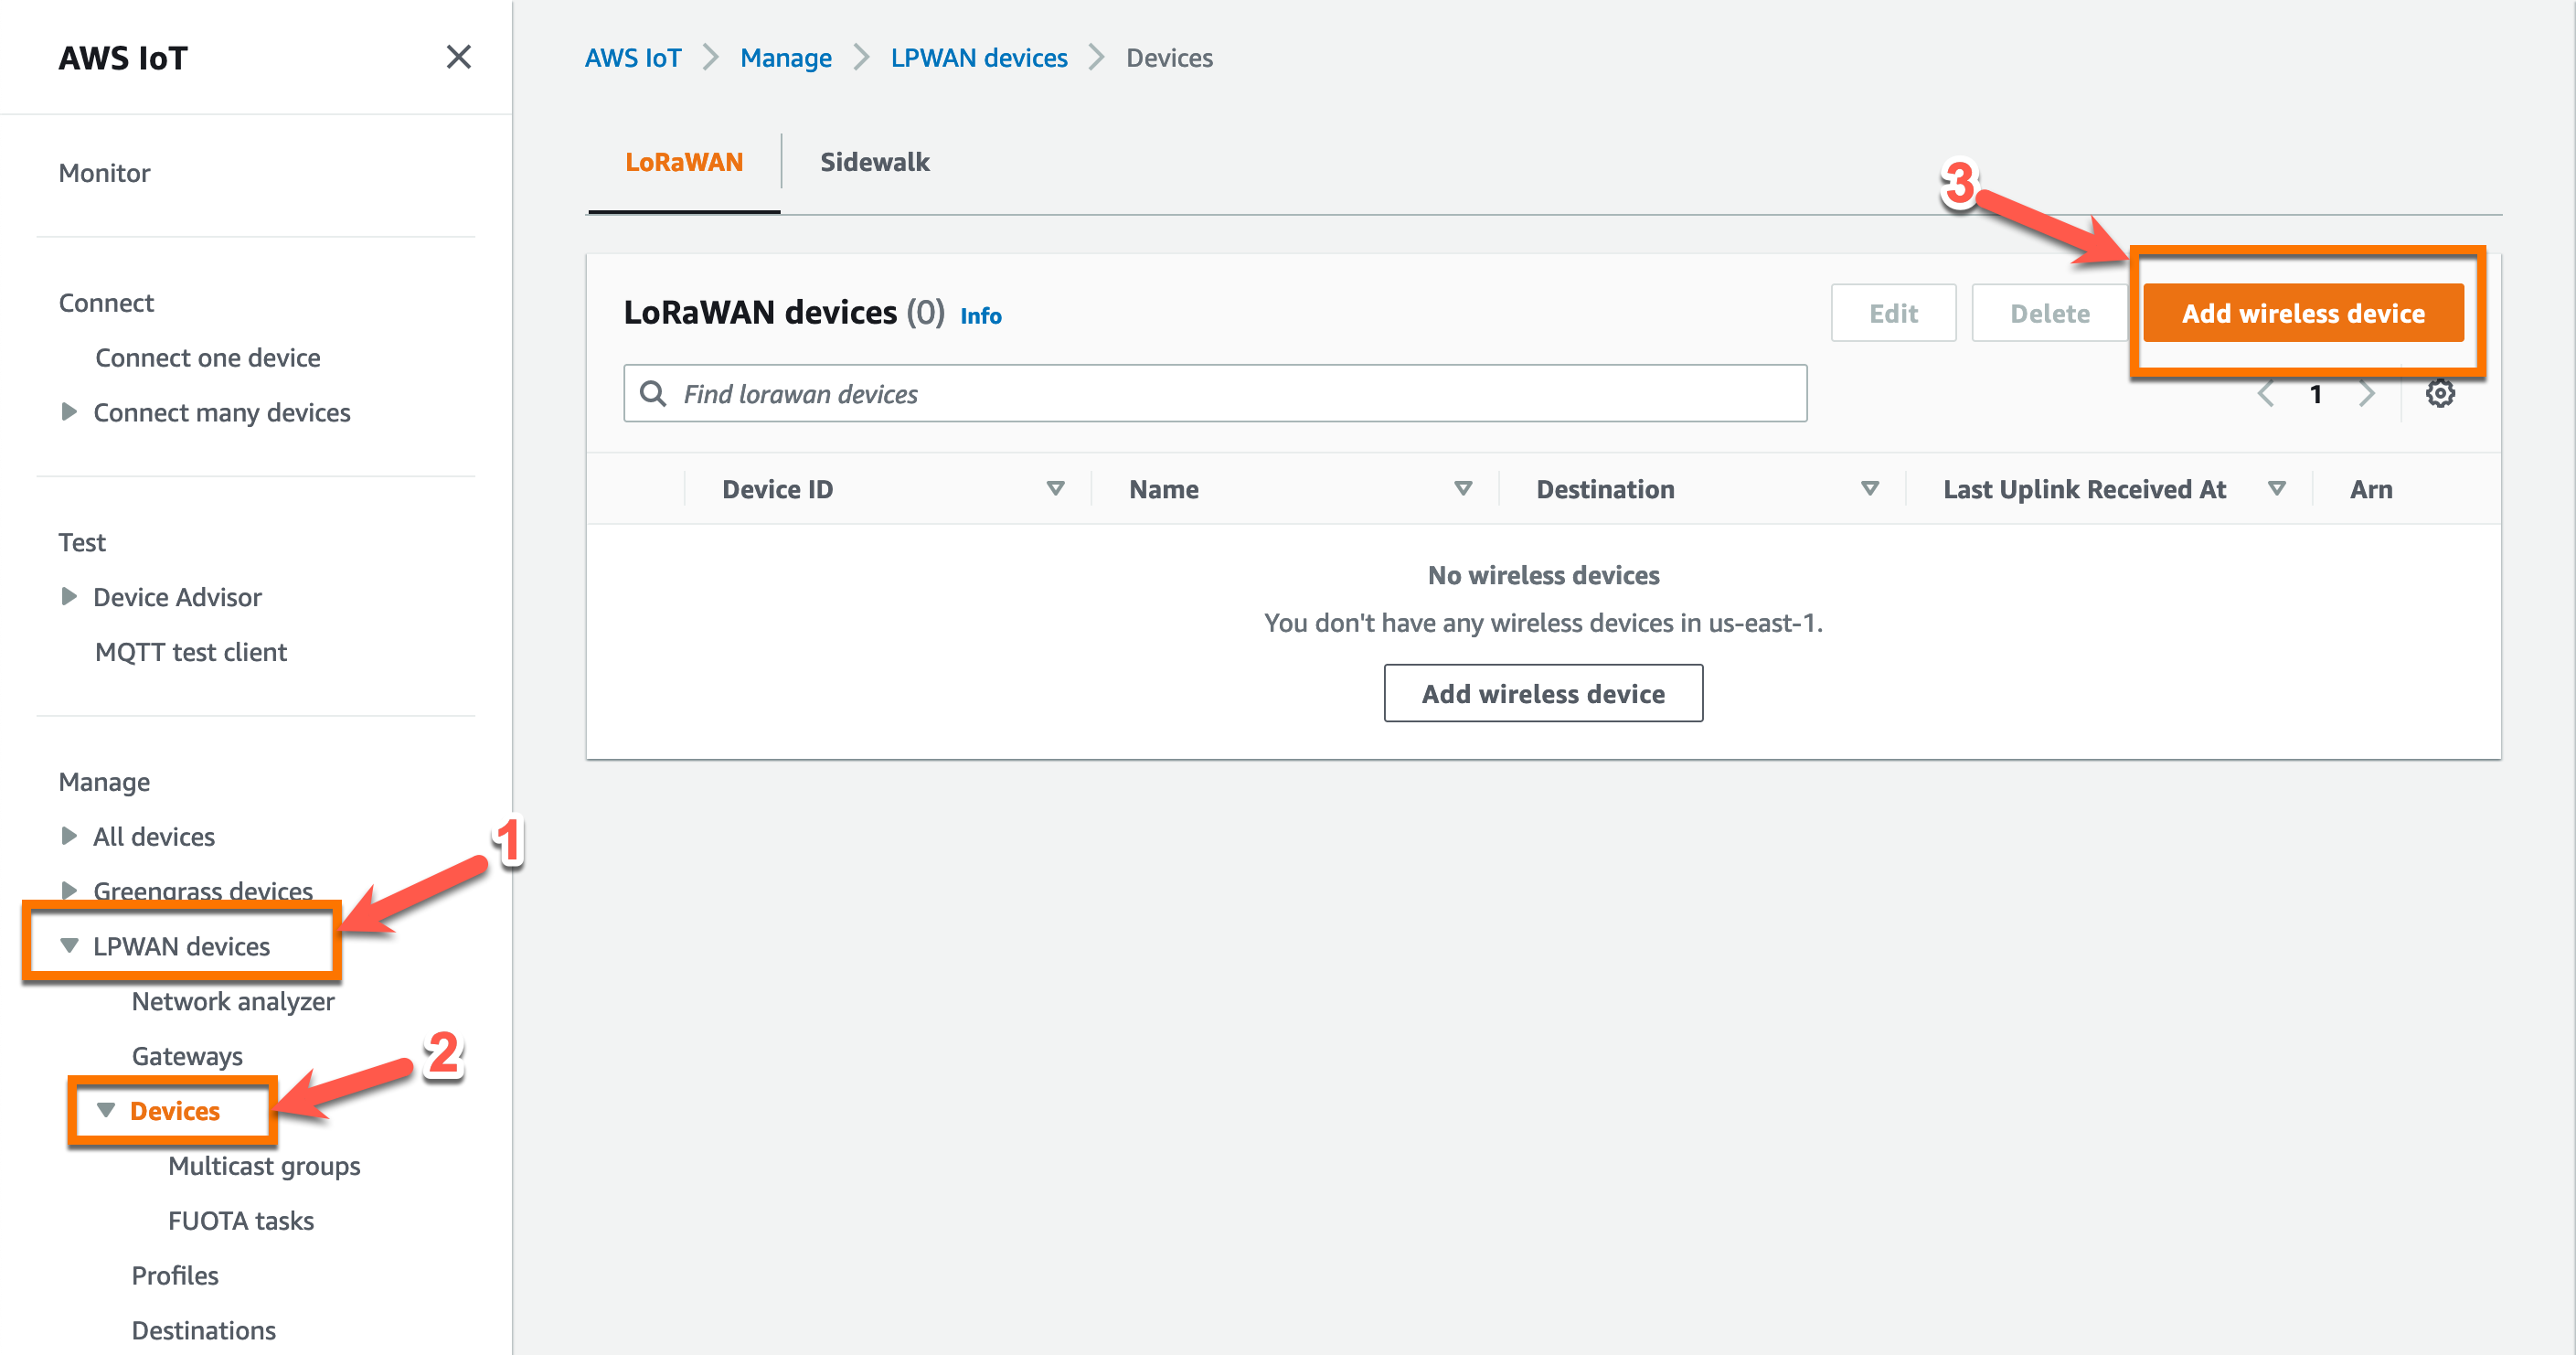 AWS IoT
Monitor
Connect
Connect one device
Connect many devices
Test
Device Advisor
MQTT test client
Manage
All devices
Greengrass devices
1
LPWAN devices
Network analyzer
Gateways
2
Devices
Multicast groups
FUOTA tasks
Profiles
Destinations
AWS IoT Manage LPWAN devices Devices
LoRaWAN Sidewalk
3
LoRaWAN devices (0) Info Edit Delete Add wireless device
Find lorawan devices 1
Device ID Name Destination Last Uplink Received At Arn
No wireless devices
You don't have any wireless devices in us-east-1.
Add wireless device